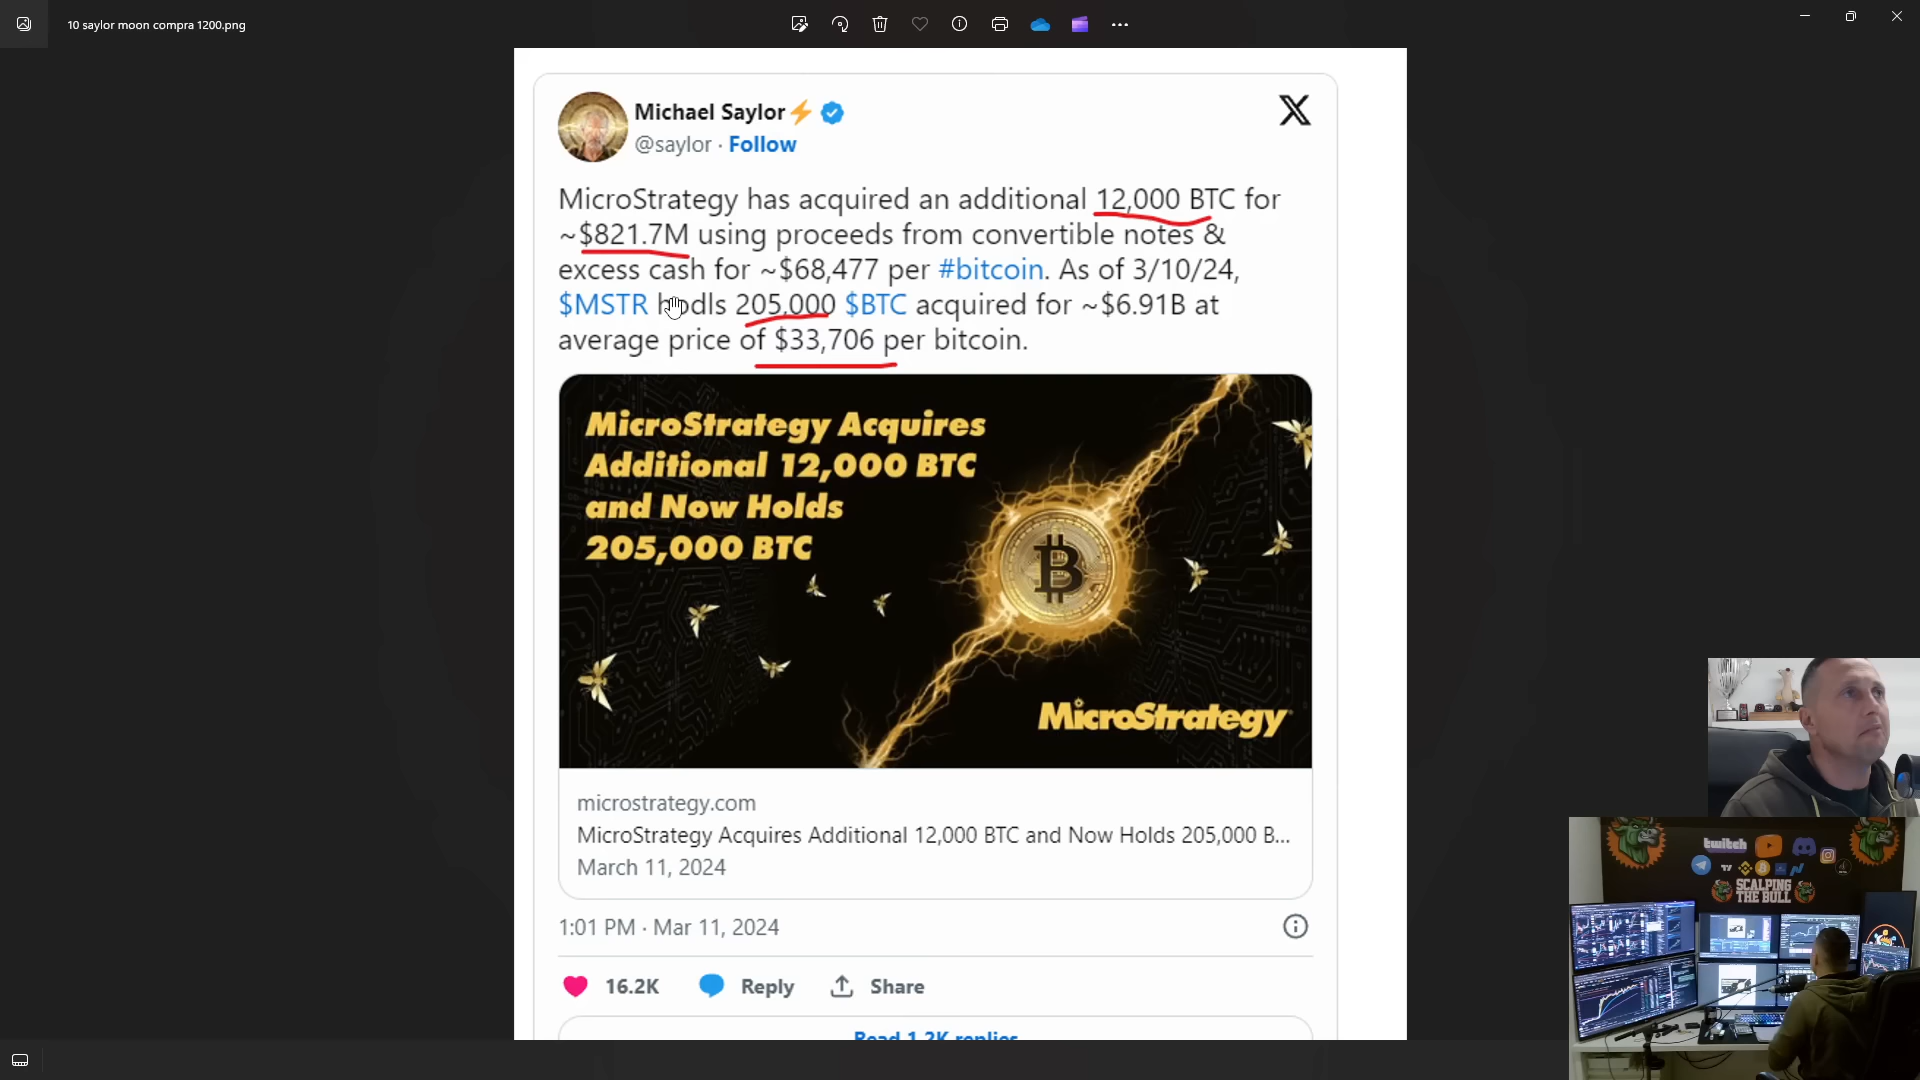 10 saylor moon compra 1200.png
Michael Saylor⚡
@saylor · Follow
MicroStrategy has acquired an additional 12,000 BTC for
~$821.7M using proceeds from convertible notes &
excess cash for ~$68,477 per #bitcoin. As of 3/10/24,
$MSTR hodls 205,000 $BTC acquired for ~$6.91B at
average price of $33,706 per bitcoin.
MicroStrategy Acquires
Additional 12,000 BTC
and Now Holds
205,000 BTC
MicroStrategy
microstrategy.com
MicroStrategy Acquires Additional 12,000 BTC and Now Holds 205,000 B...
March 11, 2024
1:01 PM · Mar 11, 2024
16.2K Reply Share
Read 1.2K replies
twitch
SCALPING
THE BULL